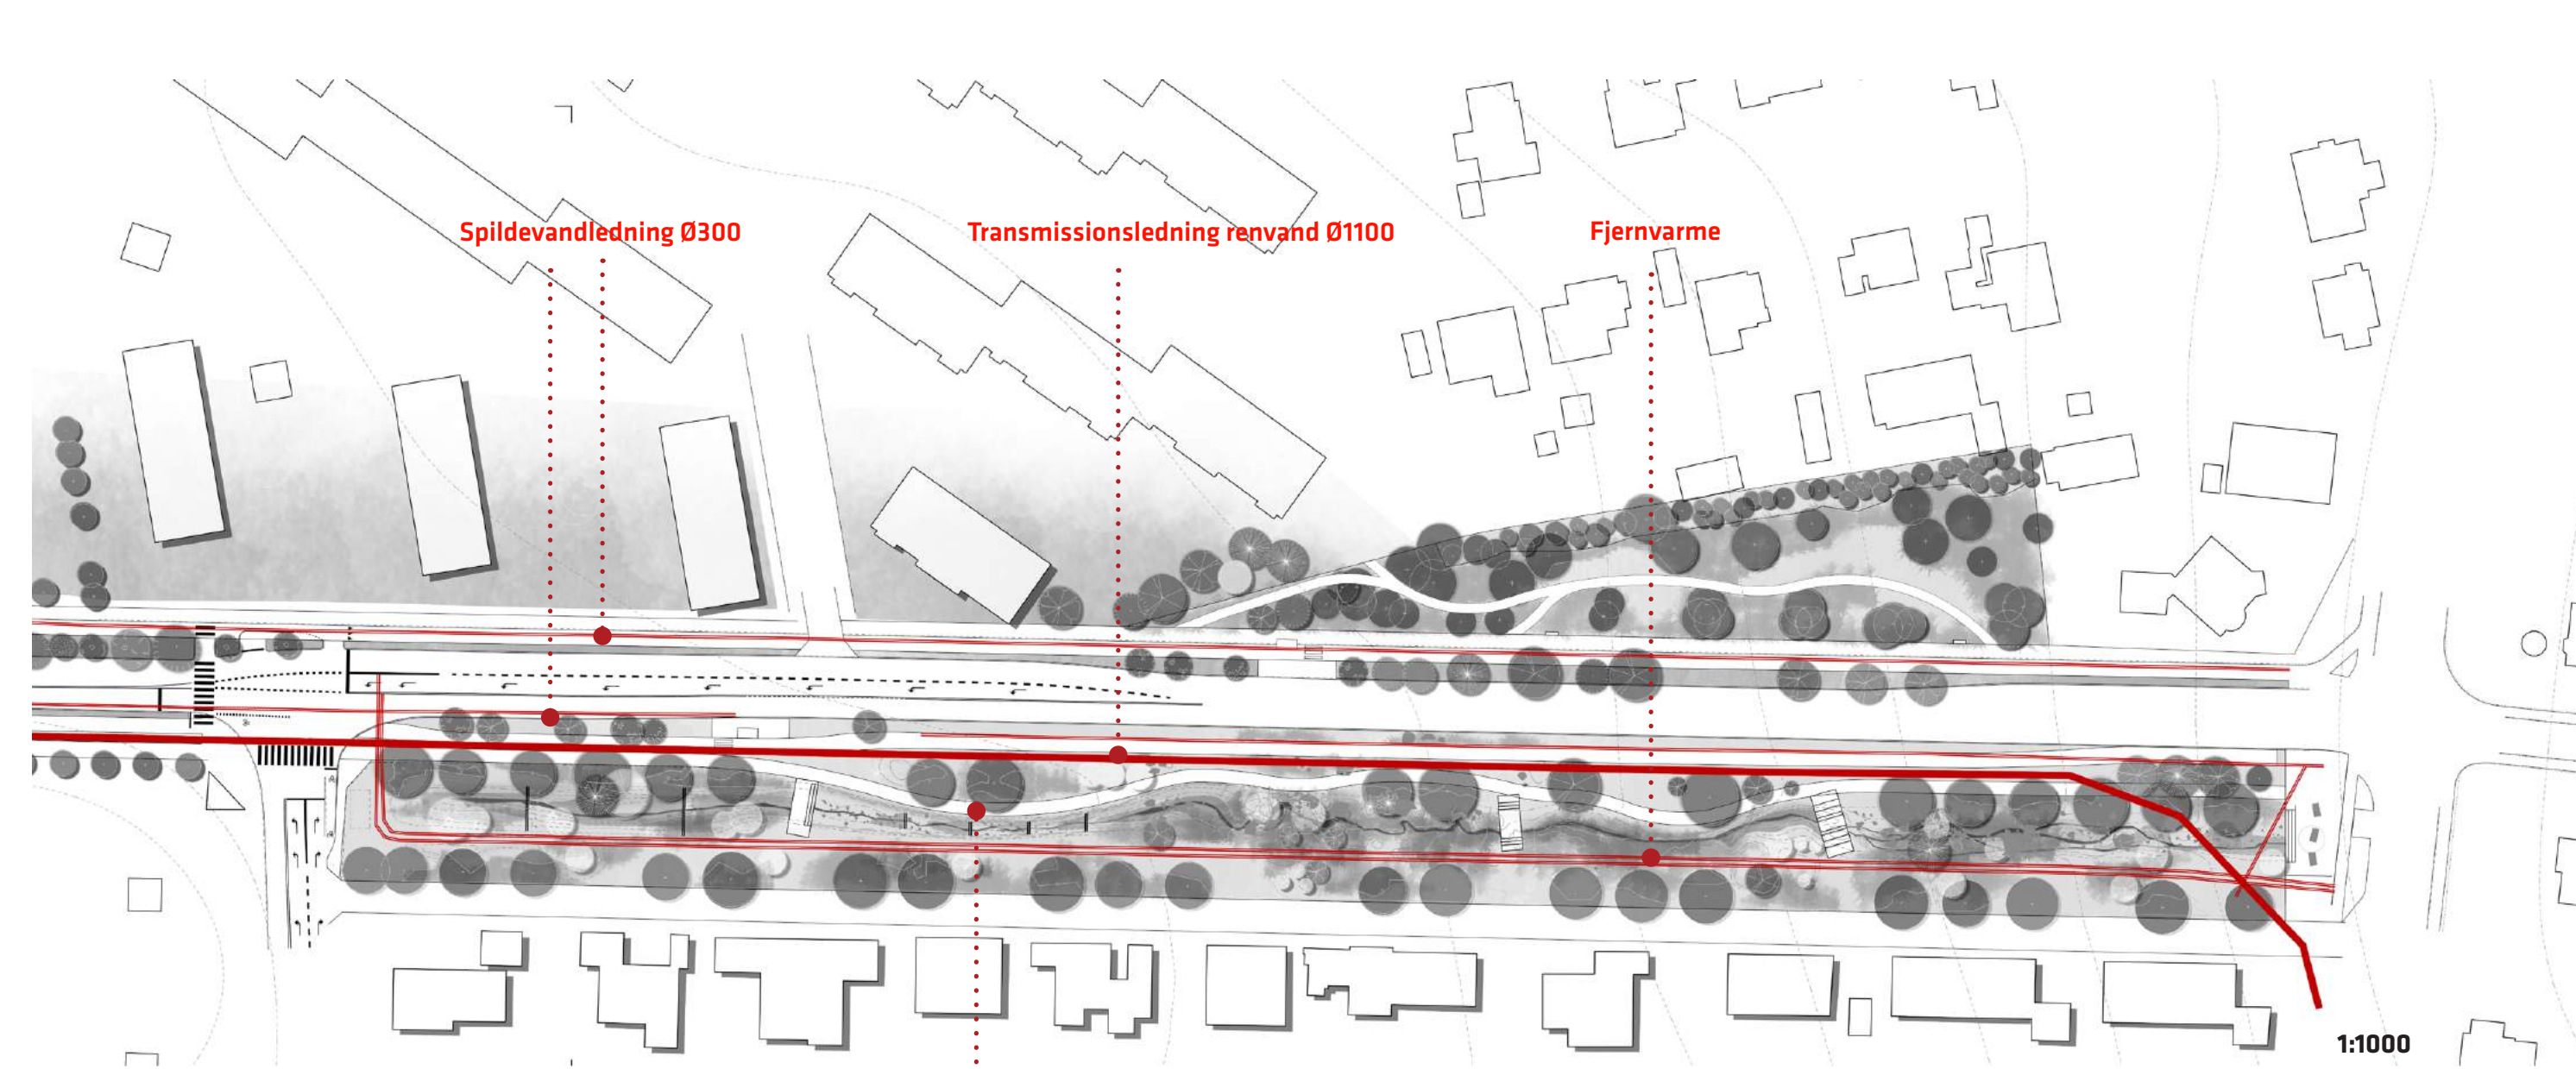 Spildevandledning Ø300
Transmissionsledning renvand Ø1100
Fjernvarme
1:1000